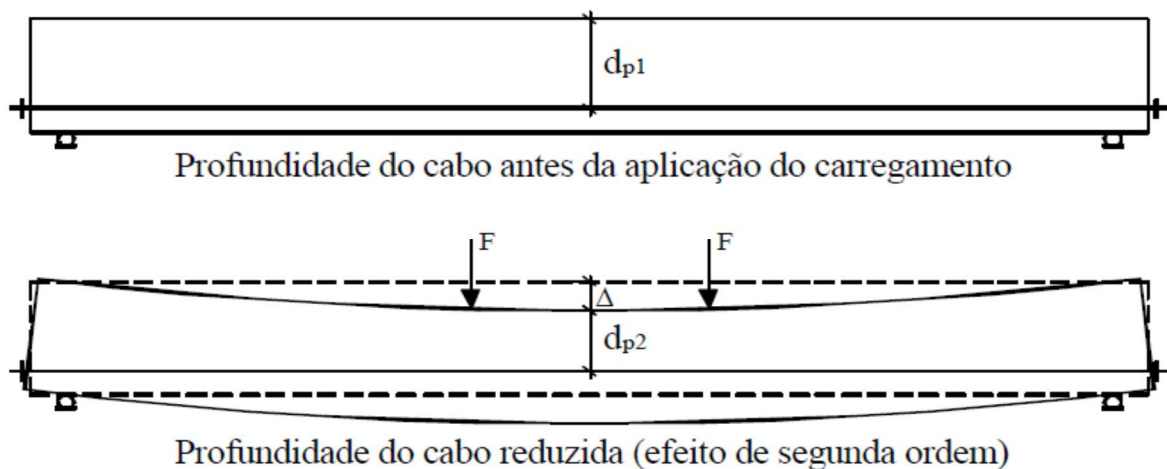 dp1
Profundidade do cabo antes da aplicação do carregamento
F F
Δ
dp2
Profundidade do cabo reduzida (efeito de segunda ordem)